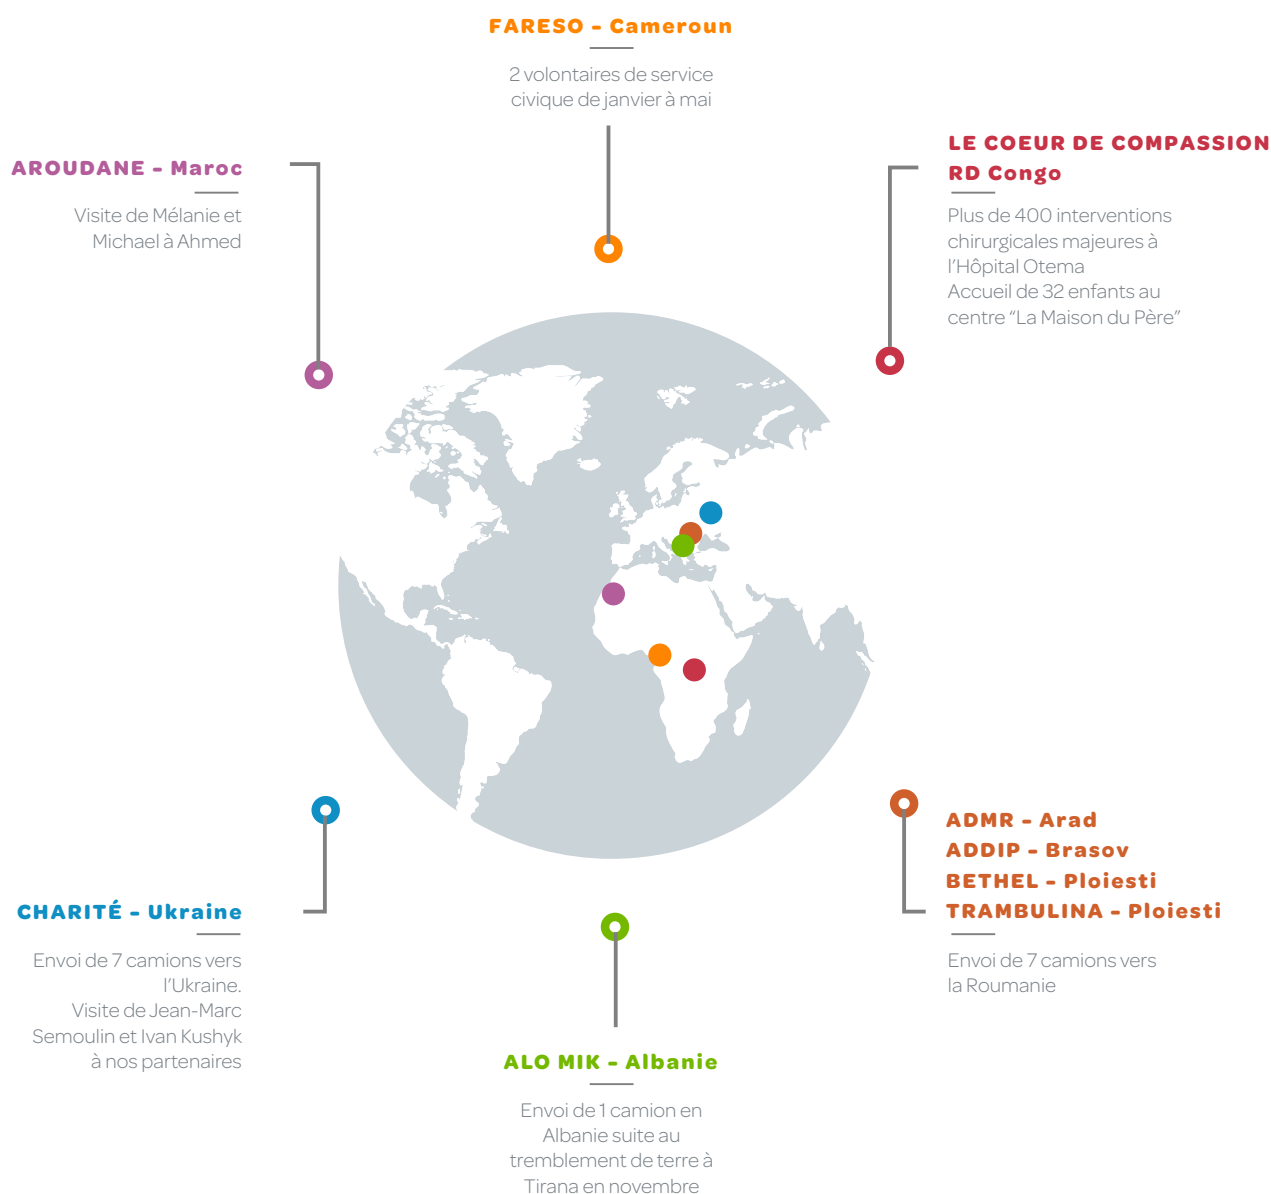 FARESO - Cameroun
2 volontaires de service
civique de janvier à mai
AROUDANE - Maroc
Visite de Mélanie et
Michael à Ahmed
LE COEUR DE COMPASSION
RD Congo
Plus de 400 interventions
chirurgicales majeures à
l'Hôpital Otema
Accueil de 32 enfants au
centre “La Maison du Père”
CHARITÉ - Ukraine
Envoi de 7 camions vers
l'Ukraine.
Visite de Jean-Marc
Semoulin et Ivan Kushyk
à nos partenaires
ALO MIK - Albanie
Envoi de 1 camion en
Albanie suite au
tremblement de terre à
Tirana en novembre
ADMR - Arad
ADDIP - Brasov
BETHEL - Ploiesti
TRAMBULINA - Ploiesti
Envoi de 7 camions vers
la Roumanie